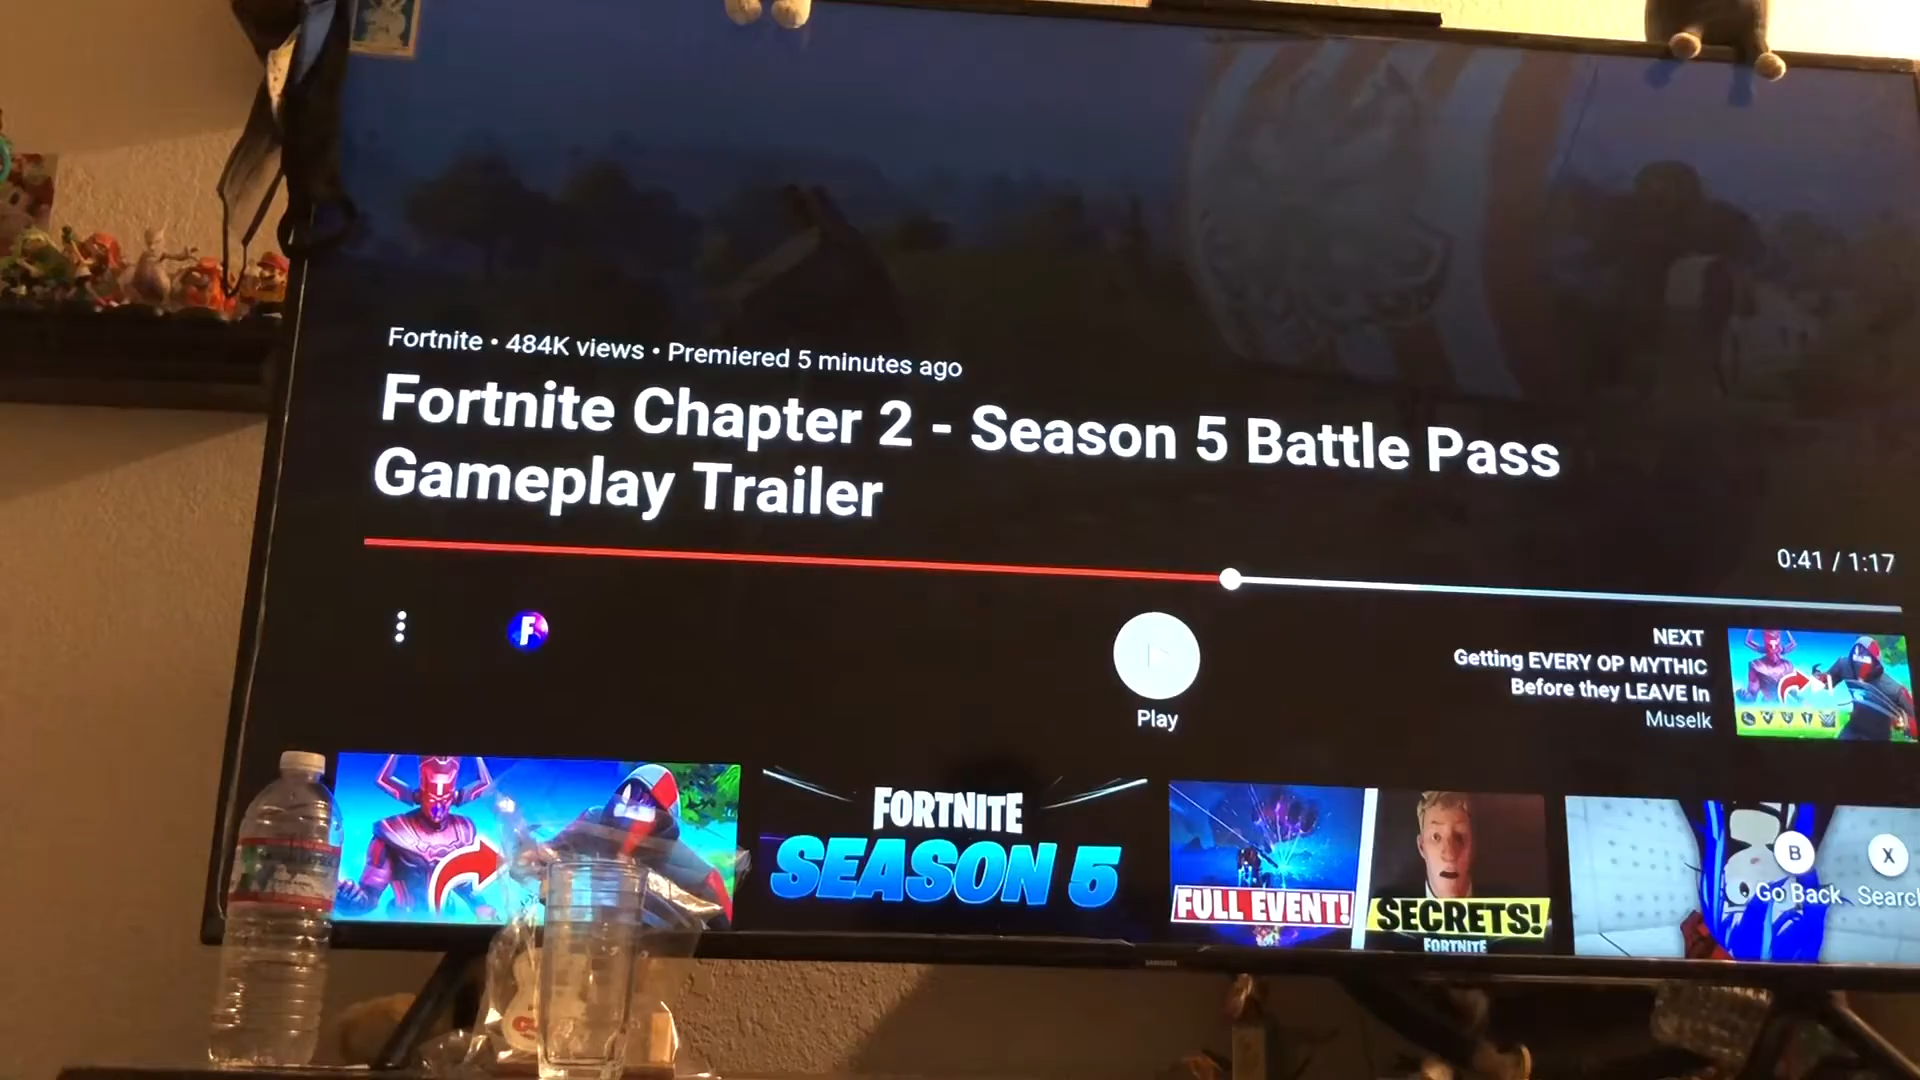 Fortnite • 484K views • Premiered 5 minutes ago
Fortnite Chapter 2 - Season 5 Battle Pass
Gameplay Trailer
0:41 / 1:17
F
NEXT
Getting EVERY OP MYTHIC
Before they LEAVE In
Muselk
Play
FORTNITE
SEASON 5
FULL EVENT!
SECRETS!
FORTNITE
B
Go Back
X
Search
SAMSUNG